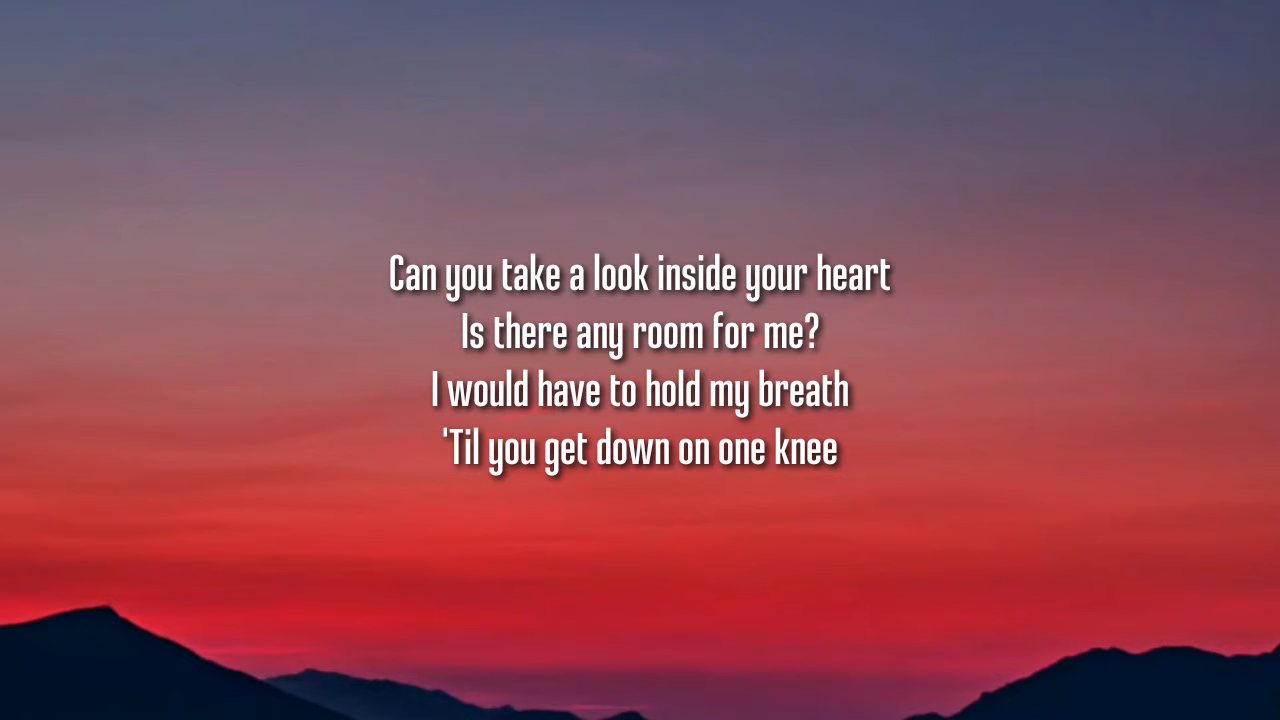 Can you take a look inside your heart
Is there any room for me?
I would have to hold my breath
'Til you get down on one knee